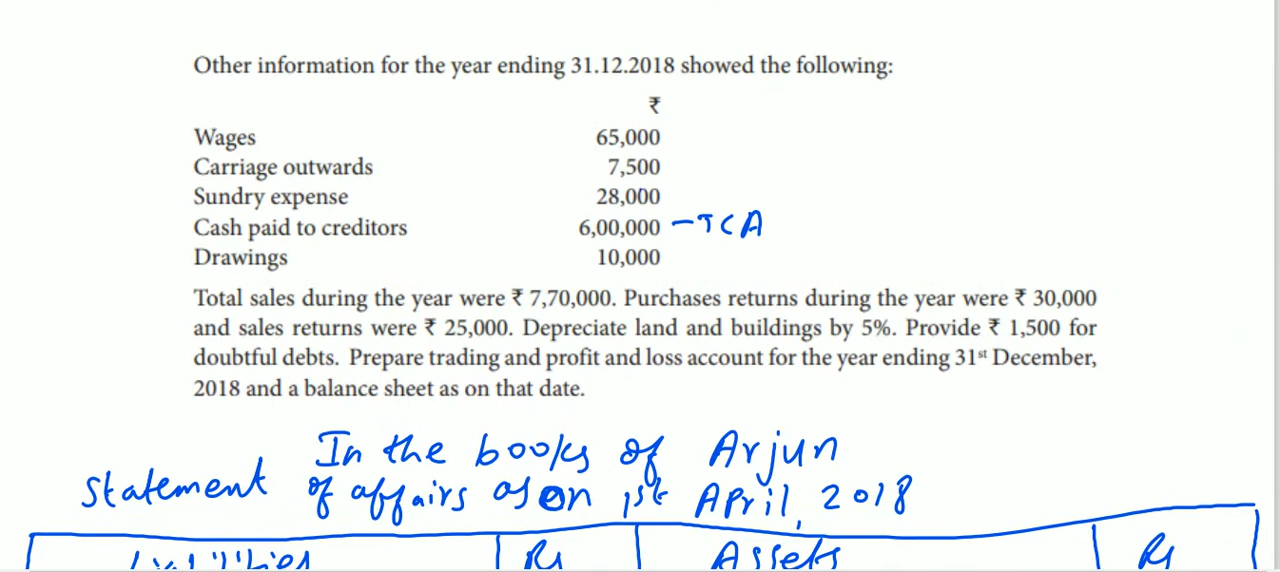 Other information for the year ending 31.12.2018 showed the following:
₹
Wages 65,000
Carriage outwards 7,500
Sundry expense 28,000
Cash paid to creditors 6,00,000 – TCA
Drawings 10,000
Total sales during the year were ₹ 7,70,000. Purchases returns during the year were ₹ 30,000
and sales returns were ₹ 25,000. Depreciate land and buildings by 5%. Provide ₹ 1,500 for
doubtful debts. Prepare trading and profit and loss account for the year ending 31st December,
2018 and a balance sheet as on that date.
In the books of Arjun
Statement of affairs as on 1st April, 2018
Liabilities Rs Assets Rs